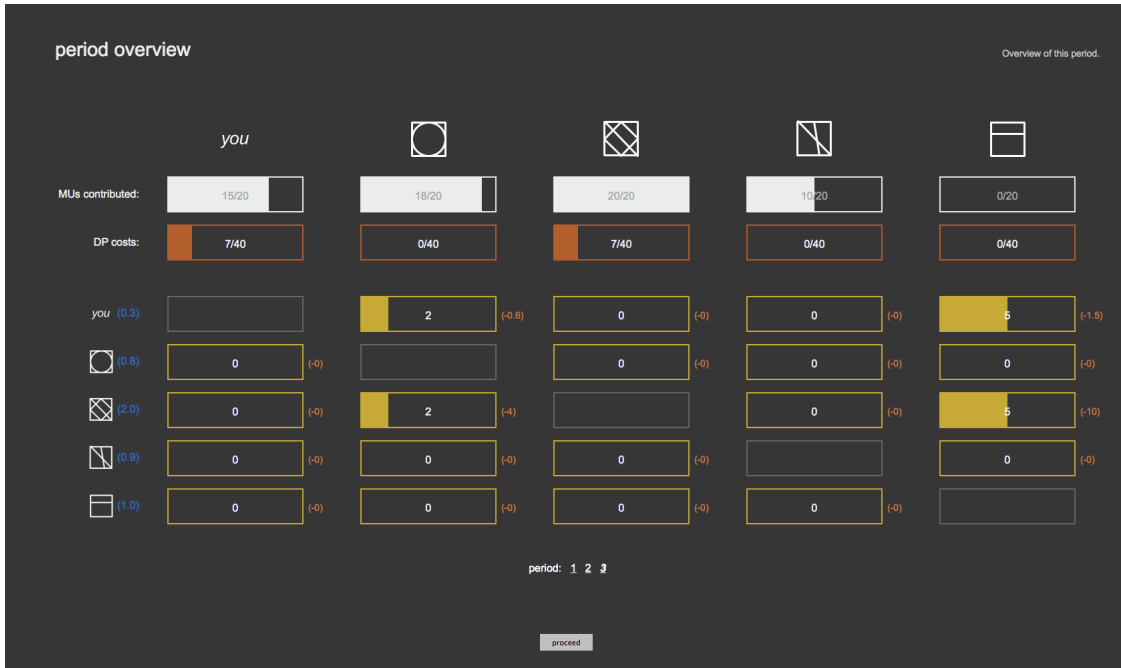 period overview
Overview of this period.
you
MUs contributed: 15/20 18/20 20/20 10/20 0/20
DP costs: 7/40 0/40 7/40 0/40 0/40
you (0.3) 2 (-0.6) 0 (-0) 0 (-0) 5 (-1.5)
(0.8) 0 (-0) 0 (-0) 0 (-0) 0 (-0)
(2.0) 0 (-0) 2 (-4) 0 (-0) 5 (-10)
(0.9) 0 (-0) 0 (-0) 0 (-0) 0 (-0)
(1.0) 0 (-0) 0 (-0) 0 (-0) 0 (-0)
period: 1 2 3
proceed